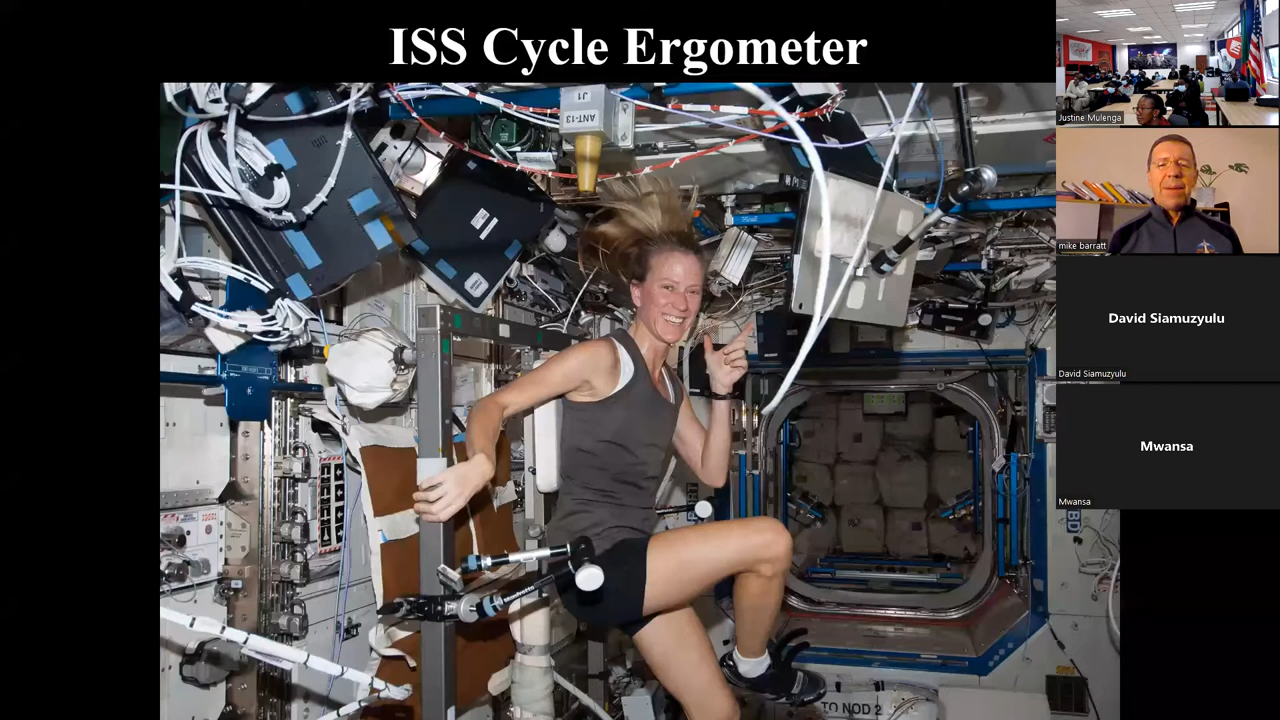 ISS Cycle Ergometer
J1
ANT-13
Manfrotto
TO NOD 2
Justine Mulenga
mike barratt
David Siamuzyulu
David Siamuzyulu
Mwansa
Mwansa